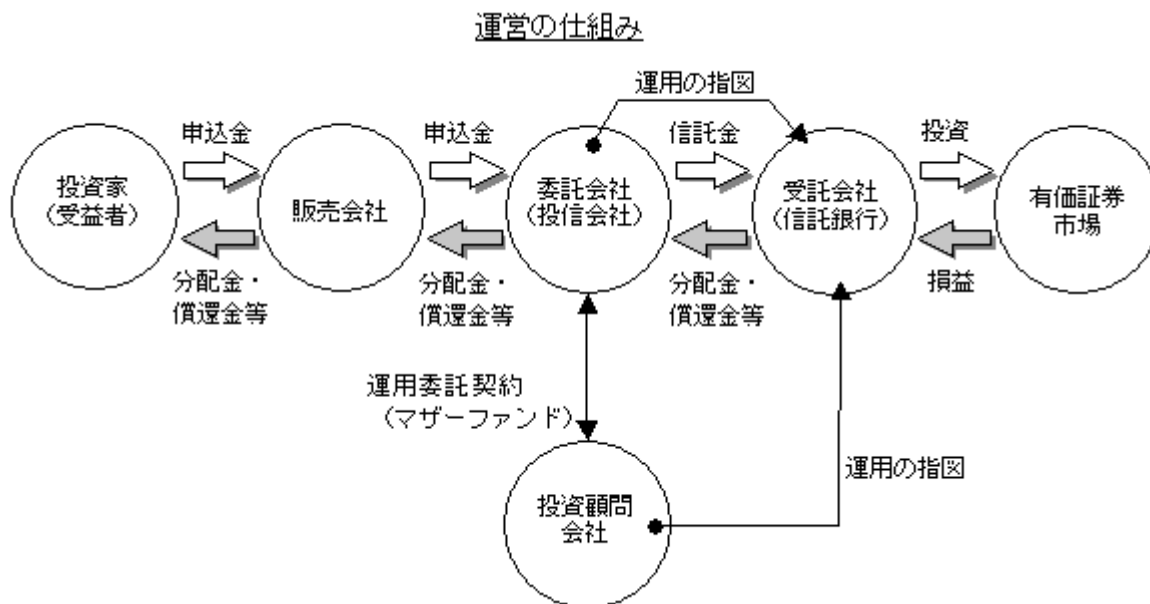 運営の仕組み
運用の指図
申込金
申込金
信託金
投資
投資家
（受益者）
販売会社
委託会社
（投信会社）
受託会社
（信託銀行）
有価証券
市場
分配金・
償還金等
分配金・
償還金等
分配金・
償還金等
損益
運用委託契約
（マザーファンド）
運用の指図
投資顧問
会社